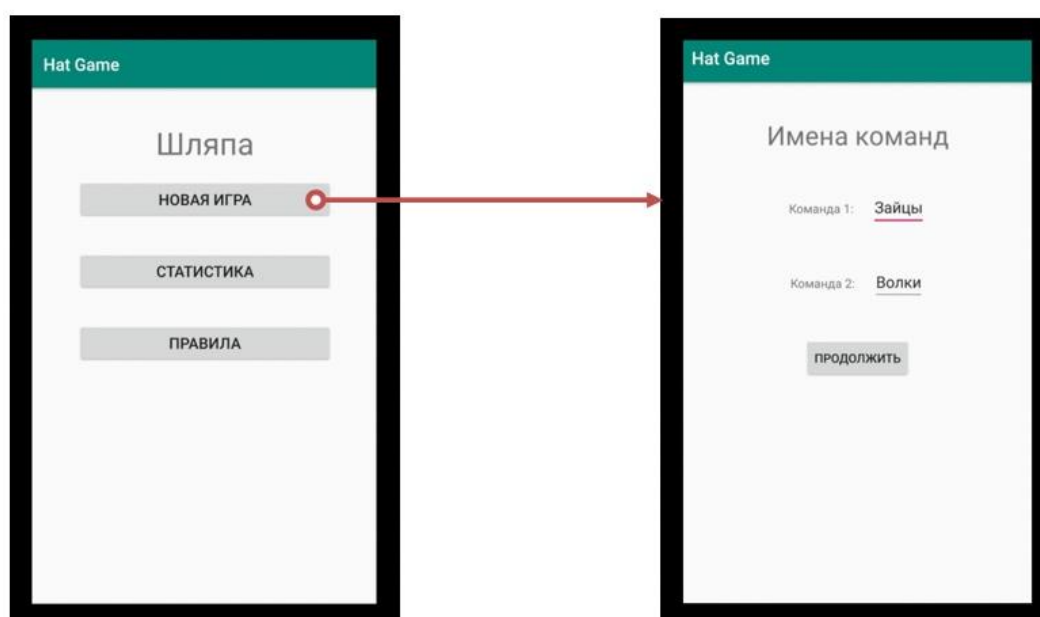 Hat Game
Шляпа
НОВАЯ ИГРА
СТАТИСТИКА
ПРАВИЛА
Hat Game
Имена команд
Команда 1: Зайцы
Команда 2: Волки
ПРОДОЛЖИТЬ